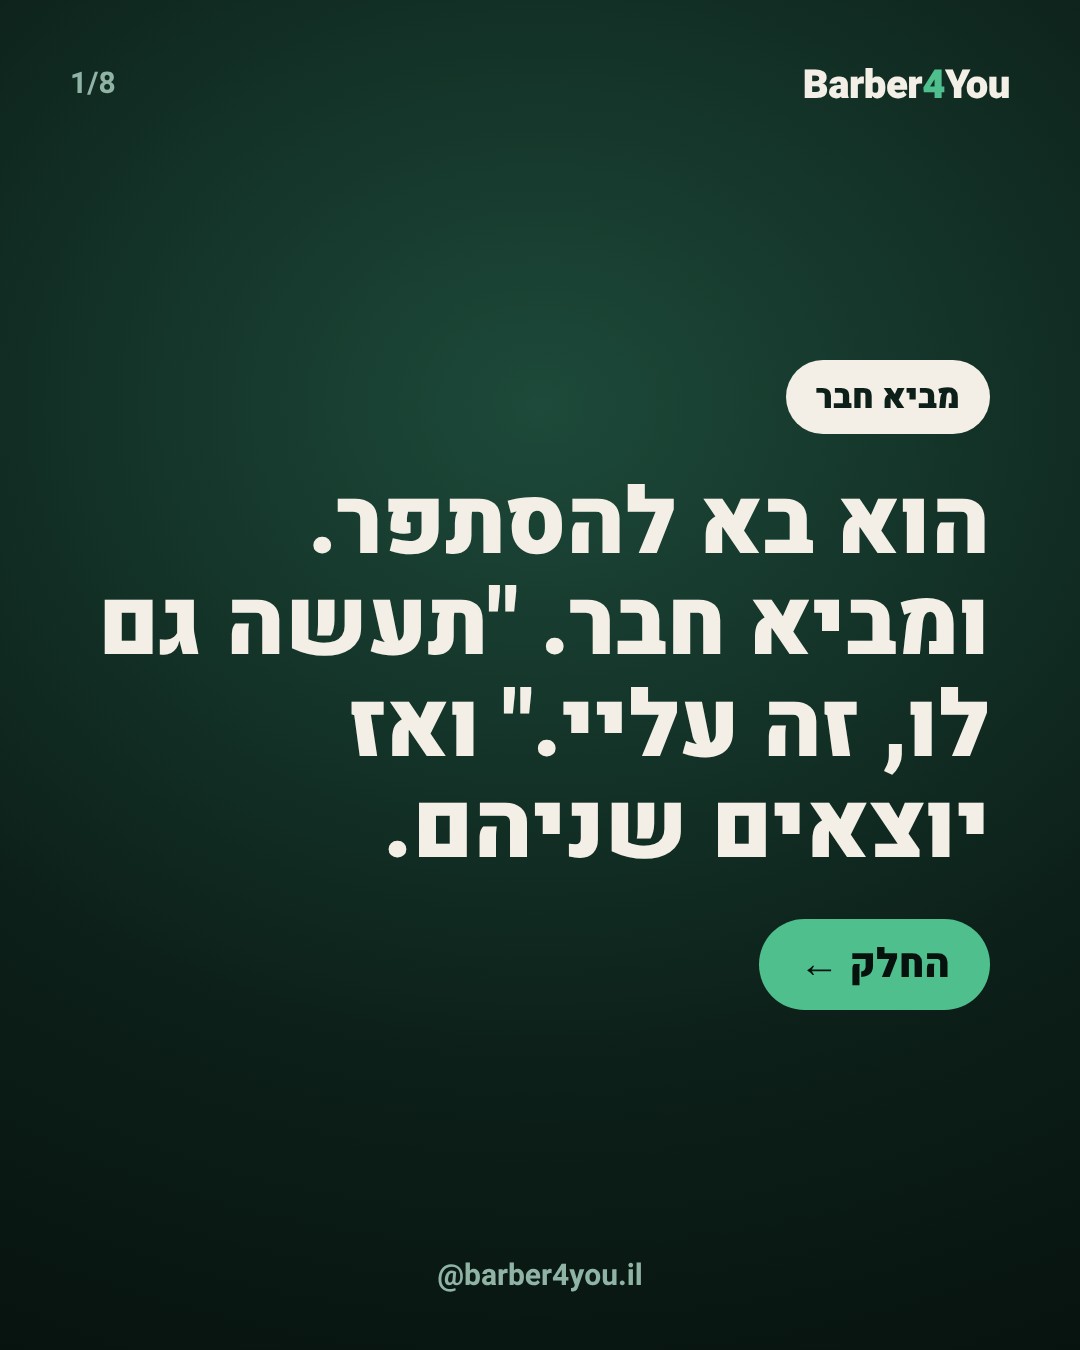 1/8
Barber4You
מביא חבר
הוא בא להסתפר.
ומביא חבר. "תעשה גם
לו, זה עליי." ואז
יוצאים שניהם.
החלק ←
@barber4you.il